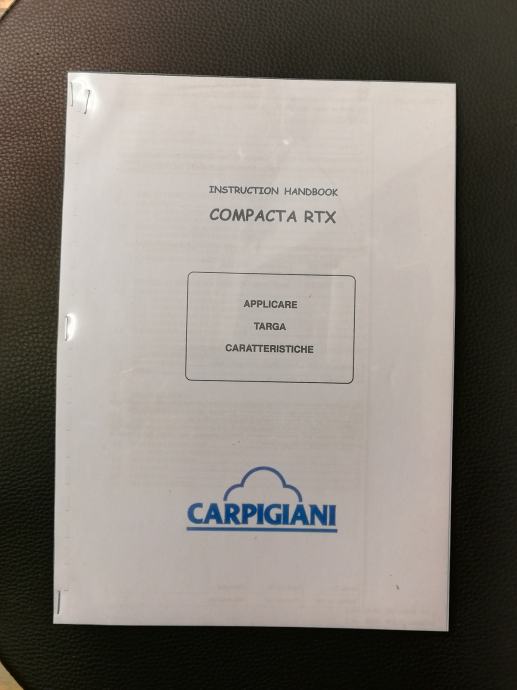 INSTRUCTION HANDBOOK
COMPACTA RTX
APPLICARE
TARGA
CARATTERISTICHE
CARPIGIANI